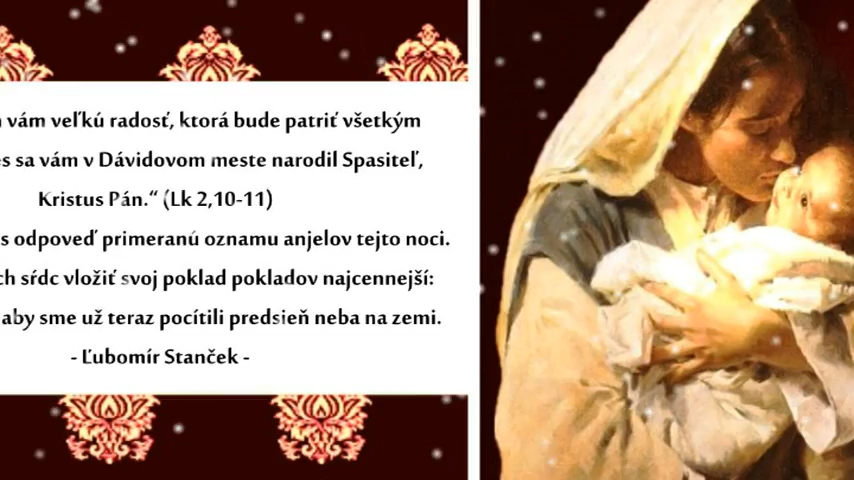 vám veľkú radosť, ktorá bude patriť všetkým
sa vám v Dávidovom meste narodil Spasiteľ,
Kristus Pán.“ (Lk 2,10-11)
odpoveď primeranú oznamu anjelov tejto noci.
sŕdc vložiť svoj poklad pokladov najcennejší:
aby sme už teraz pocítili predsieň neba na zemi.
- Ľubomír Stanček -